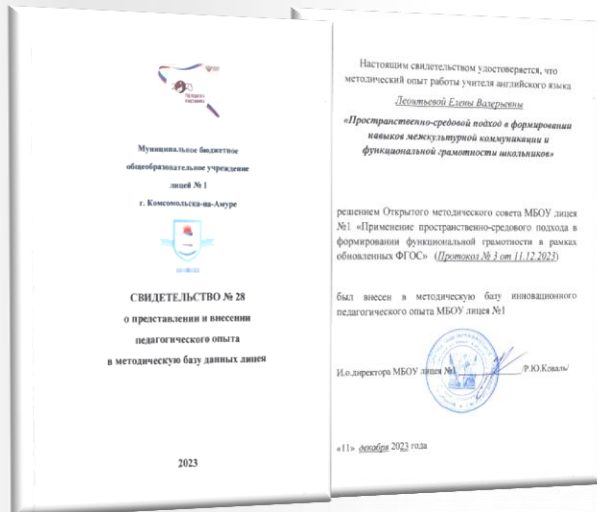 Муниципальное бюджетное
общеобразовательное учреждение
лицей № 1
г. Комсомольска-на-Амуре
СВИДЕТЕЛЬСТВО № 28
о представлении и внесении
педагогического опыта
в методическую базу данных лицея
2023
Настоящим свидетельством удостоверяется, что
методический опыт работы учителя английского языка
Леонтьевой Елены Валерьевны
«Пространственно-средовой подход в формировании
навыков межкультурной коммуникации и
функциональной грамотности школьников»
решением Открытого методического совета МБОУ лицея
№1 «Применение пространственно-средового подхода в
формировании функциональной грамотности в рамках
обновленных ФГОС» (Протокол № 3 от 11.12.2023)
был внесен в методическую базу инновационного
педагогического опыта МБОУ лицея №1
И.о.директора МБОУ лицея №1 /Р.Ю.Коваль/
«11» декабря 2023 года